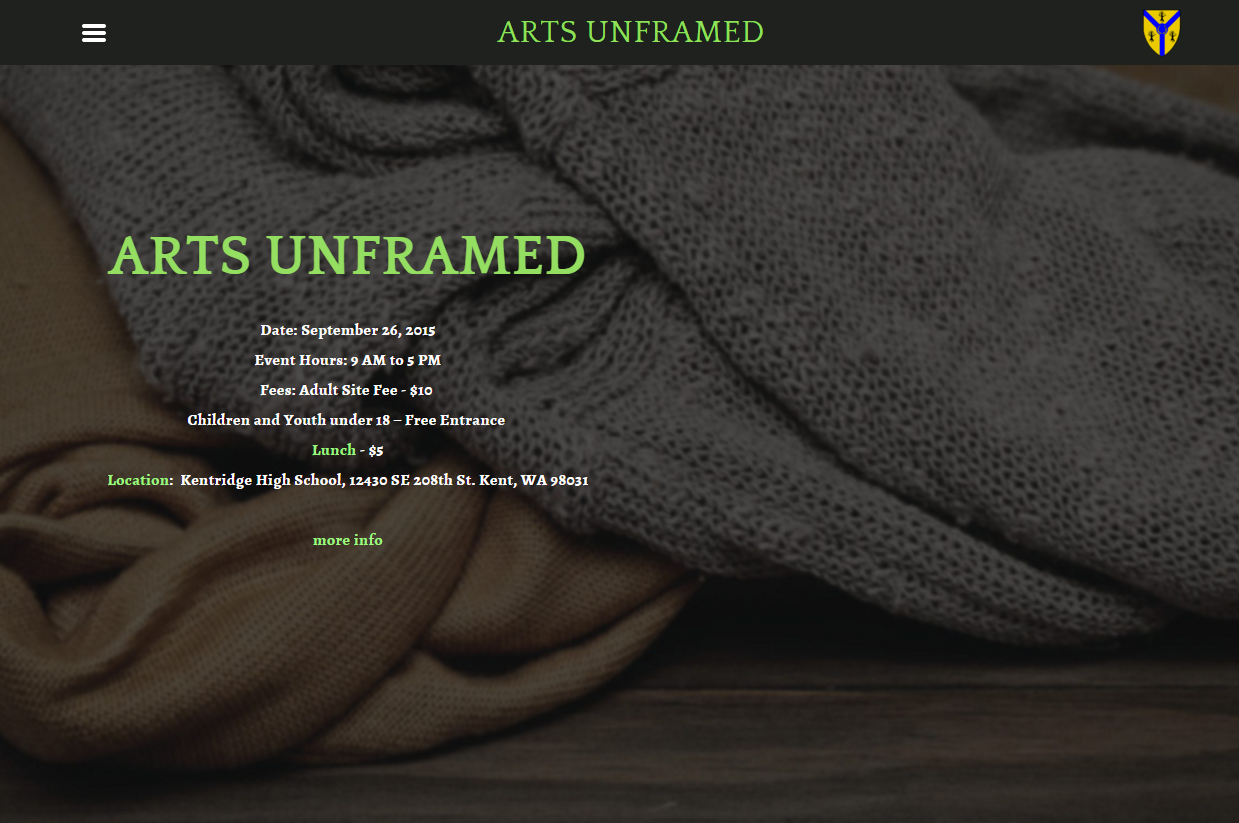 ARTS UNFRAMED
ARTS UNFRAMED
Date: September 26, 2015
Event Hours: 9 AM to 5 PM
Fees: Adult Site Fee - $10
Children and Youth under 18 – Free Entrance
Lunch - $5
Location:  Kentridge High School, 12430 SE 208th St. Kent, WA 98031
more info